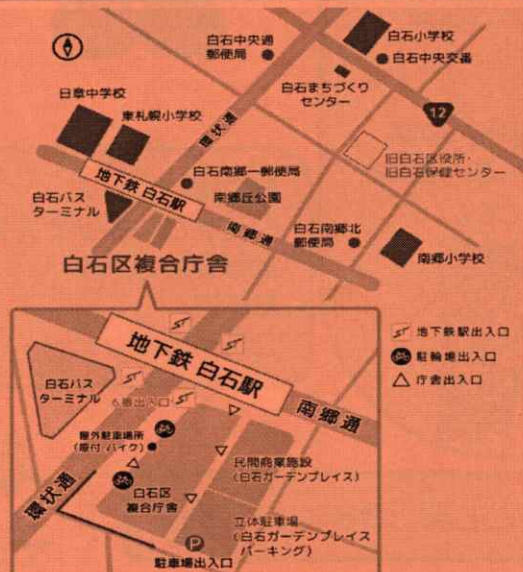 白石小学校
白石中央通
郵便局
白石中央交番
白石まちづくり
センター
日章中学校
東札幌小学校
環状通
12
旧白石区役所・
旧白石保健センター
白石南郷一郵便局
地下鉄 白石駅
南郷丘公園
白石バス
ターミナル
南郷通
白石南郷北
郵便局
南郷小学校
白石区複合庁舎
地下鉄駅出入口
駐輪場出入口
庁舎出入口
地下鉄 白石駅
白石バス
ターミナル
6番出入口
南郷通
屋外駐車場所
(原付バイク)
民間商業施設
(白石ガーデンプレイス)
環状通
白石区
複合庁舎
立体駐車場
(白石ガーデンプレイス
パーキング)
P
駐車場出入口